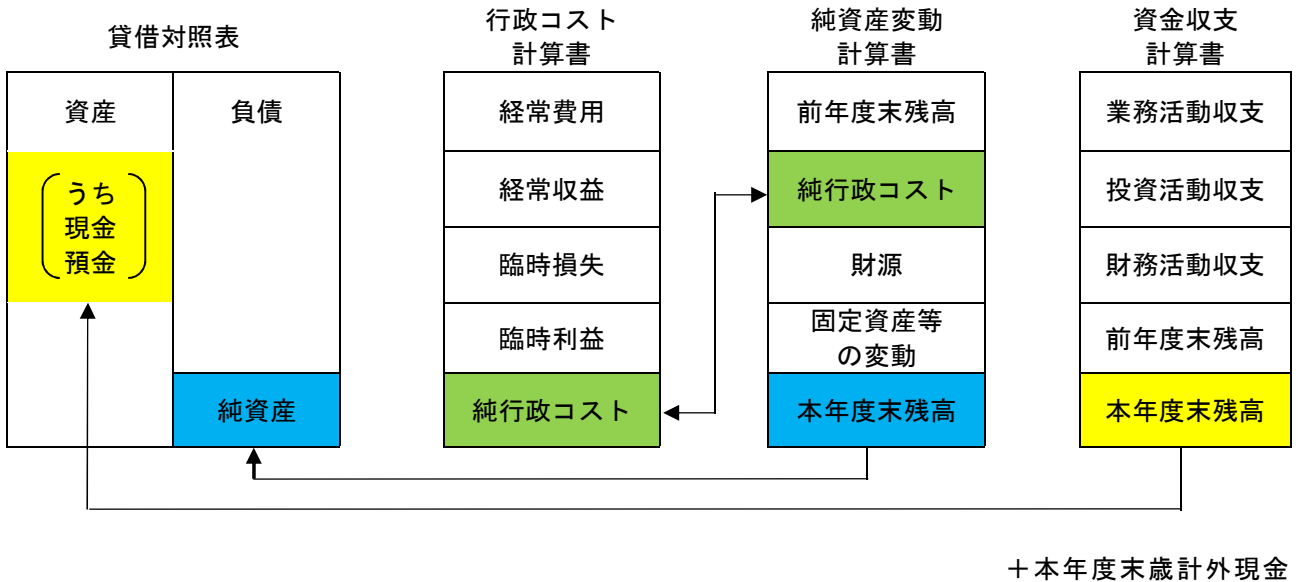 貸借対照表
資産
負債
うち
現金
預金
純資産
行政コスト
計算書
経常費用
経常収益
臨時損失
臨時利益
純行政コスト
純資産変動
計算書
前年度末残高
純行政コスト
財源
固定資産等
の変動
本年度末残高
資金収支
計算書
業務活動収支
投資活動収支
財務活動収支
前年度末残高
本年度末残高
＋本年度末歳計外現金